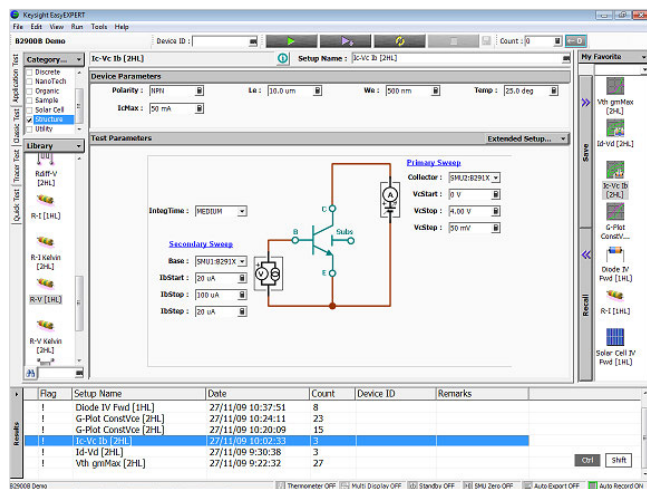 Keysight EasyEXPERT
File Edit View Run Tools Help
B2900B Demo
Device ID :
Count : 0
Category...
Discrete
NanoTech
Organic
Sample
Solar Cell
Structure
Utility
Library
Rdiff-V [2HL]
R-I [1HL]
R-I Kelvin [2HL]
R-V [1HL]
R-V Kelvin [2HL]
Application Test
Classic Test
Tracer Test
Quick Test
Ic-Vc Ib [2HL]
Setup Name : Ic-Vc Ib [2HL]
Device Parameters
Polarity : NPN
Le : 10.0 um
We : 500 nm
Temp : 25.0 deg
IcMax : 50 mA
Test Parameters
Extended Setup...
IntegTime : MEDIUM
Primary Sweep
Collector : SMU2:B291X
VcStart : 0 V
VcStop : 4.00 V
VcStep : 50 mV
Secondary Sweep
Base : SMU1:B291X
IbStart : 20 uA
IbStop : 100 uA
IbStep : 20 uA
C
B
Subs
E
A
V
My Favorite
Save
Recall
Vth gmMax [2HL]
Id-Vd [2HL]
Ic-Vc Ib [2HL]
G-Plot ConstV...
Diode IV Fwd [1HL]
R-I [1HL]
Solar Cell IV Fwd [1HL]
Results
Flag Setup Name Date Count Device ID Remarks
! Diode IV Fwd [1HL] 27/11/09 10:37:51 8
! G-Plot ConstVce [2HL] 27/11/09 10:24:11 23
! G-Plot ConstVce [2HL] 27/11/09 10:20:09 15
! Ic-Vc Ib [2HL] 27/11/09 10:02:33 3
! Id-Vd [2HL] 27/11/09 9:30:38 3
! Vth gmMax [2HL] 27/11/09 9:22:32 27
Ctrl Shift
B2900B Demo
Thermometer OFF
Multi Display OFF
Standby OFF
SMU Zero OFF
Auto Export OFF
Auto Record ON